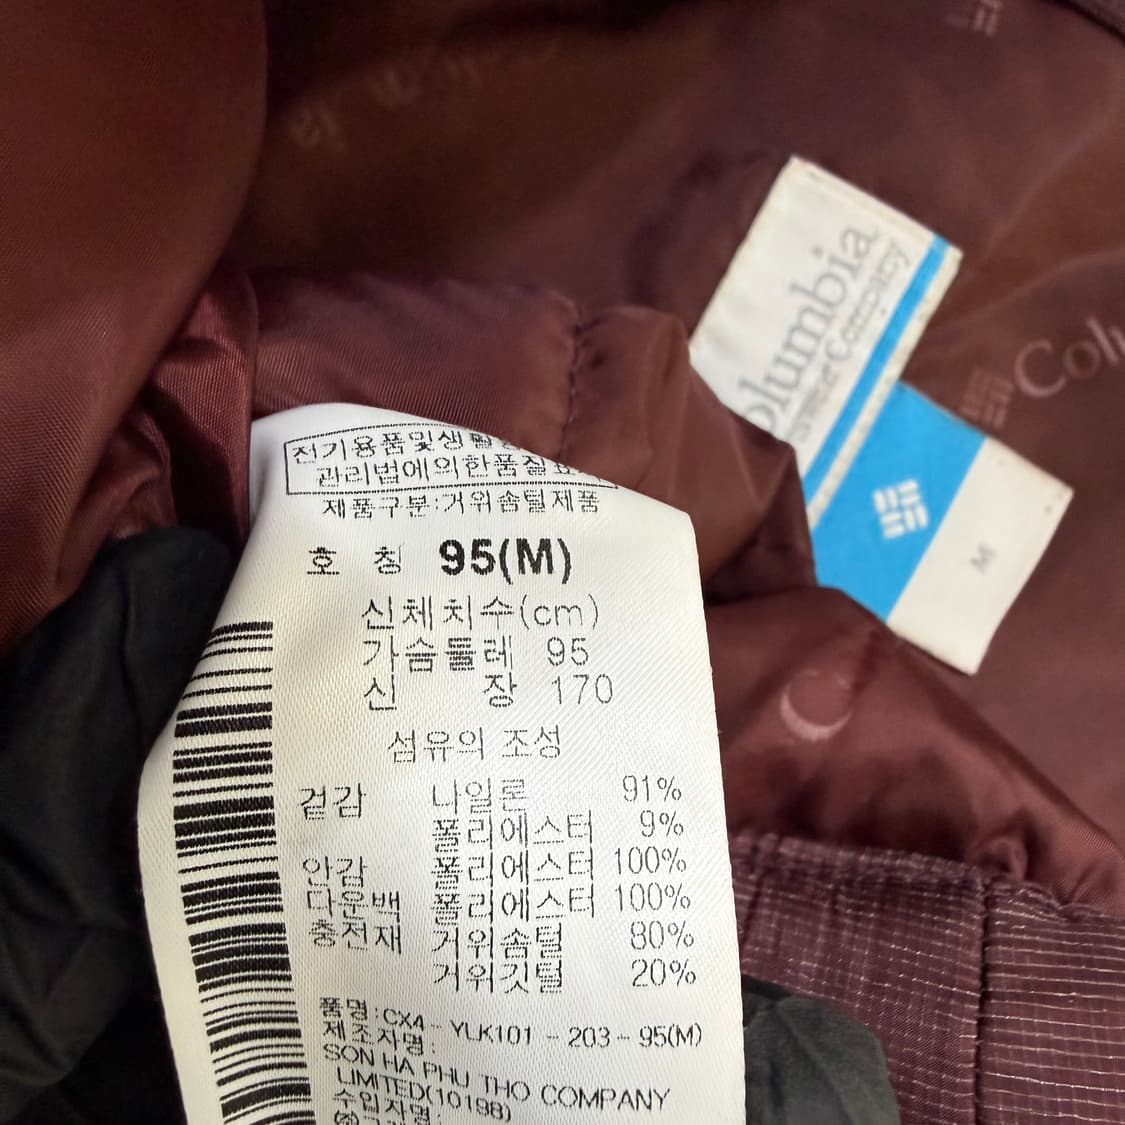 Columbia
Sportswear Company
M
Colu
전기용품및생활
관리법에의한품질표
제품구분:거위솜털제품
호 칭 95(M)
신체치수(cm)
가슴둘레 95
신 장 170
섬유의 조성
겉감 나일론 91%
폴리에스터 9%
안감 폴리에스터 100%
다운백 폴리에스터 100%
충전재 거위솜털 80%
거위깃털 20%
품명:CX4-YLK101-203-95(M)
제조자명:
SON HA PHU THO COMPANY
LIMITED(10198)
수입자명: